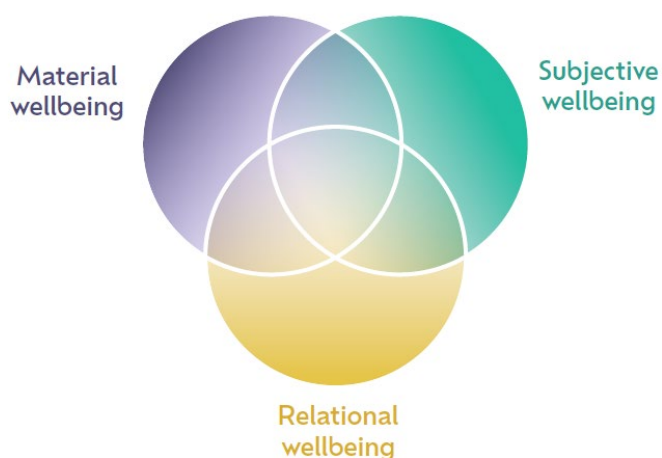 Material
wellbeing
Subjective
wellbeing
Relational
wellbeing